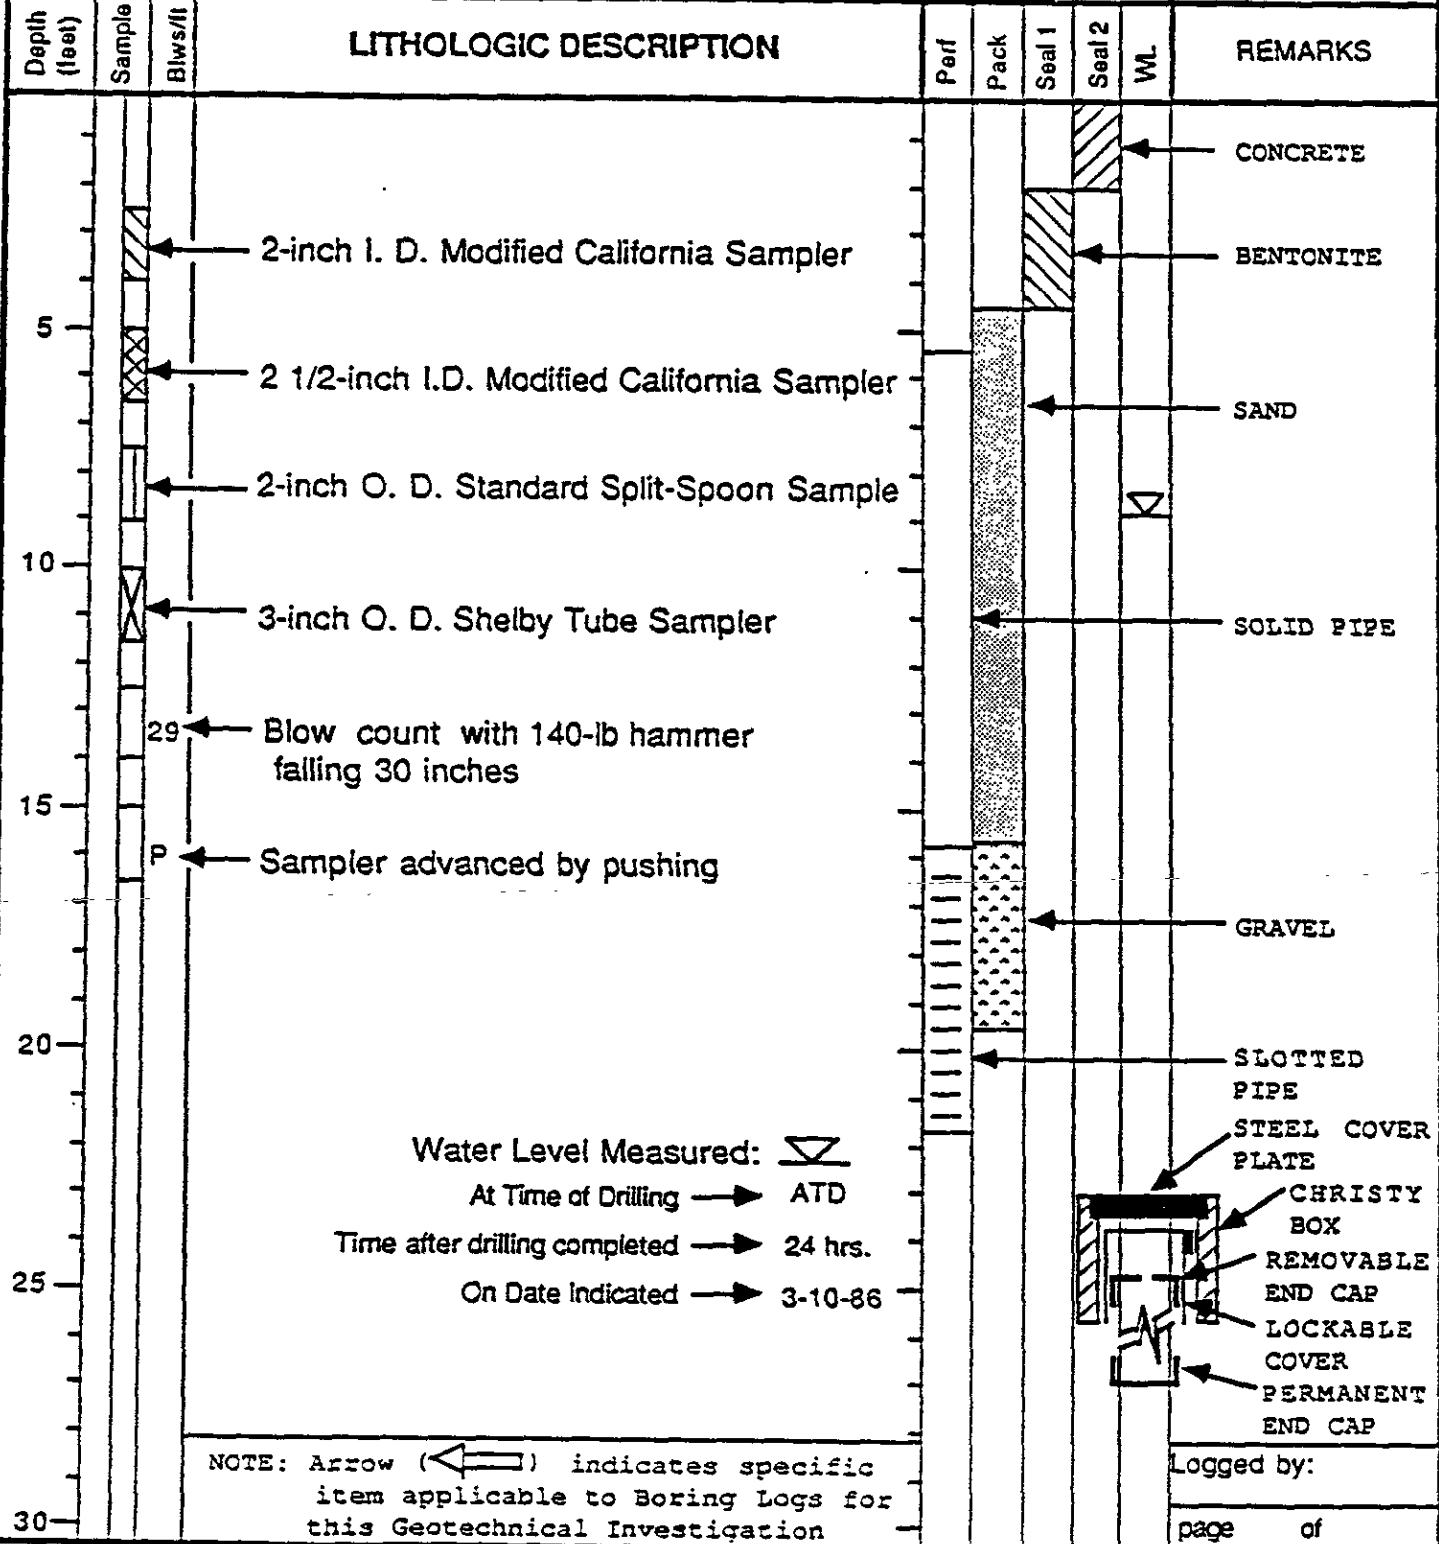 Depth (feet)
Sample
Blws/ft
LITHOLOGIC DESCRIPTION
Perf
Pack
Seal 1
Seal 2
WL
REMARKS
CONCRETE
2-inch I. D. Modified California Sampler
BENTONITE
5
2 1/2-inch I.D. Modified California Sampler
SAND
2-inch O. D. Standard Split-Spoon Sample
10
3-inch O. D. Shelby Tube Sampler
SOLID PIPE
29
Blow count with 140-lb hammer
falling 30 inches
15
P
Sampler advanced by pushing
GRAVEL
20
SLOTTED
PIPE
STEEL COVER
PLATE
Water Level Measured:
At Time of Drilling
ATD
CHRISTY
BOX
Time after drilling completed
24 hrs.
REMOVABLE
END CAP
25
On Date Indicated
3-10-86
LOCKABLE
COVER
PERMANENT
END CAP
NOTE: Arrow ( ) indicates specific
item applicable to Boring Logs for
this Geotechnical Investigation
Logged by:
30
page of